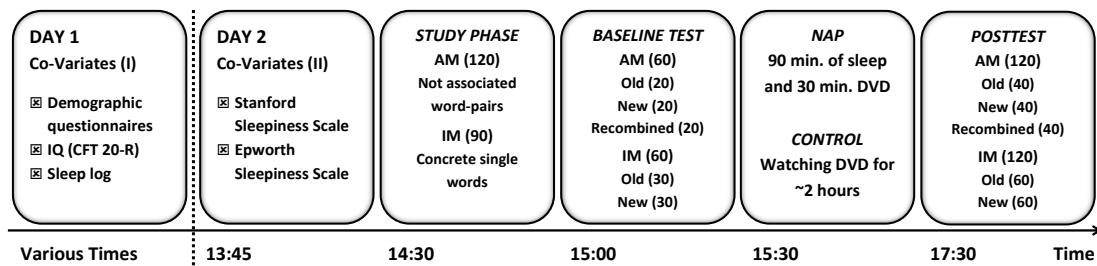 DAY 1
Co-Variates (I)
☒ Demographic
questionnaires
☒ IQ (CFT 20-R)
☒ Sleep log
DAY 2
Co-Variates (II)
☒ Stanford
Sleepiness Scale
☒ Epworth
Sleepiness Scale
STUDY PHASE
AM (120)
Not associated
word-pairs
IM (90)
Concrete single
words
BASELINE TEST
AM (60)
Old (20)
New (20)
Recombined (20)
IM (60)
Old (30)
New (30)
NAP
90 min. of sleep
and 30 min. DVD
CONTROL
Watching DVD for
~2 hours
POSTTEST
AM (120)
Old (40)
New (40)
Recombined (40)
IM (120)
Old (60)
New (60)
Various Times 13:45 14:30 15:00 15:30 17:30 Time